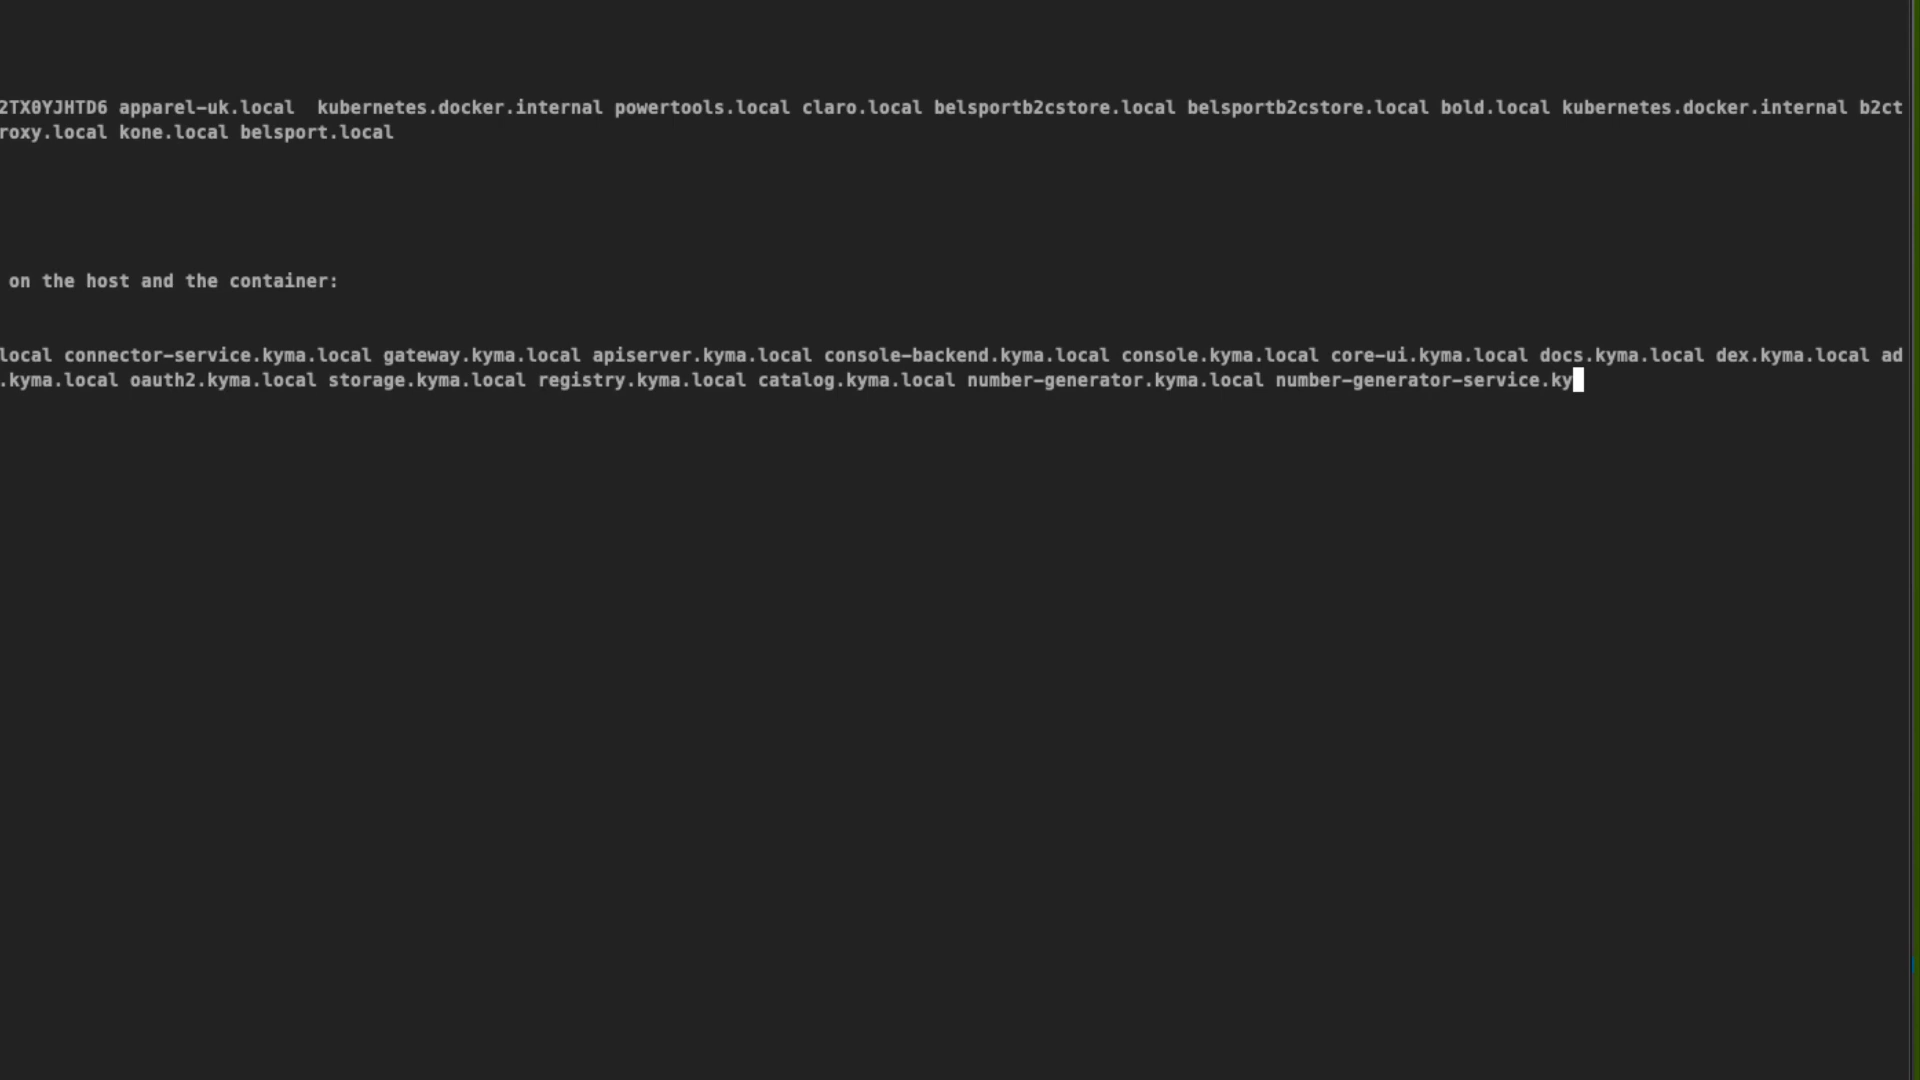 2TX0YJHTD6 apparel-uk.local  kubernetes.docker.internal powertools.local claro.local belsportb2cstore.local belsportb2cstore.local bold.local kubernetes.docker.internal b2ct
roxy.local kone.local belsport.local
on the host and the container:
local connector-service.kyma.local gateway.kyma.local apiserver.kyma.local console-backend.kyma.local console.kyma.local core-ui.kyma.local docs.kyma.local dex.kyma.local ad
.kyma.local oauth2.kyma.local storage.kyma.local registry.kyma.local catalog.kyma.local number-generator.kyma.local number-generator-service.ky